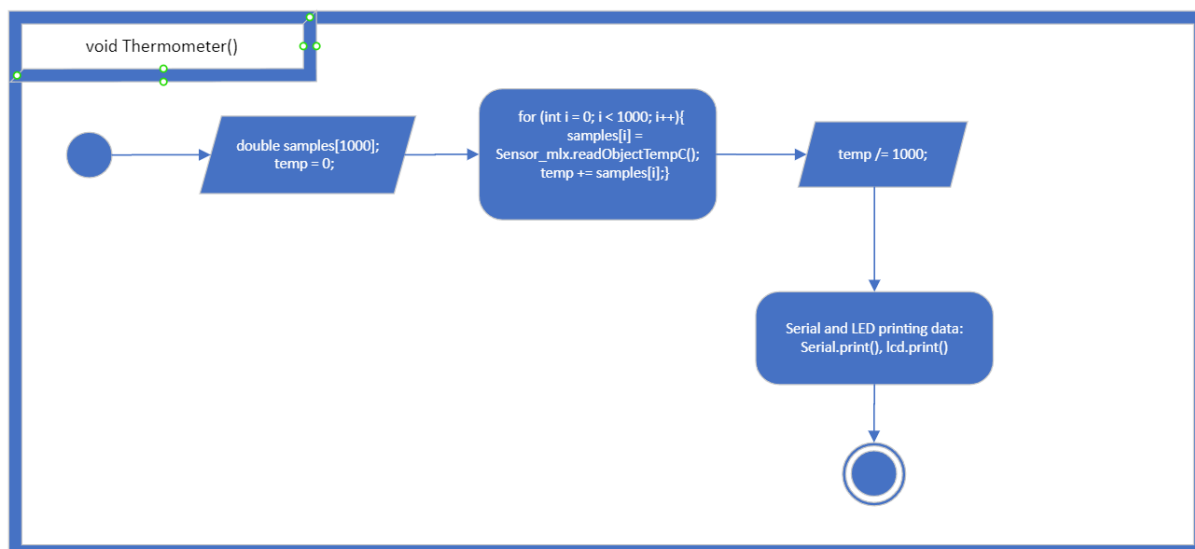 void Thermometer()
double samples[1000];
temp = 0;
for (int i = 0; i < 1000; i++){
samples[i] =
Sensor_mlx.readObjectTempC();
temp += samples[i];}
temp /= 1000;
Serial and LED printing data:
Serial.print(), lcd.print()